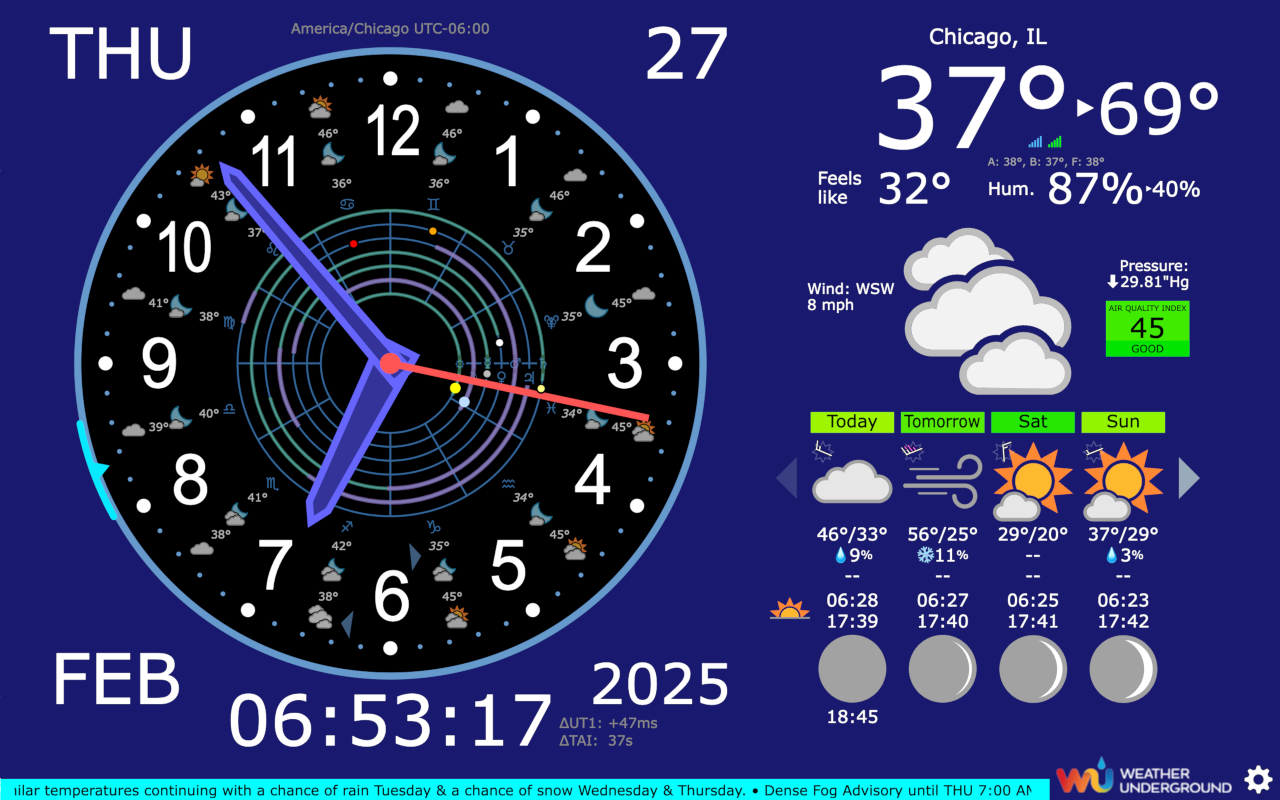 THU
America/Chicago UTC-06:00
27
12
1
2
3
4
5
6
7
8
9
10
11
46°
46°
36°
36°
43°
37°
35°
41°
38°
35°
45°
39°
40°
34°
45°
38°
41°
34°
45°
38°
42°
35°
45°
FEB
2025
06:53:17
ΔUT1: +47ms
ΔTAI: 37s
Chicago, IL
37° 69°
A: 38°, B: 37°, F: 38°
Feels
like
32°
Hum. 87% 40%
Wind: WSW
8 mph
Pressure:
29.81"Hg
AIR QUALITY INDEX
45
GOOD
Today Tomorrow Sat Sun
46°/33° 56°/25° 29°/20° 37°/29°
9% 11% -- 3%
-- -- -- --
06:28 06:27 06:25 06:23
17:39 17:40 17:41 17:42
18:45
WEATHER
UNDERGROUND
ilar temperatures continuing with a chance of rain Tuesday & a chance of snow Wednesday & Thursday. • Dense Fog Advisory until THU 7:00 AM